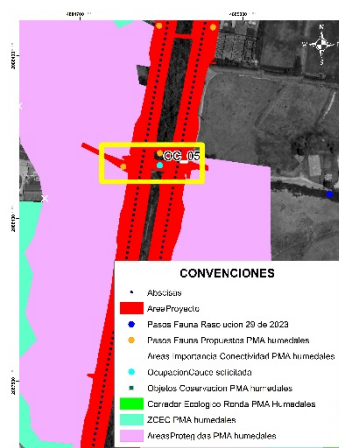 N
S
OC_05
CONVENCIONES
Abscisas
AreaProyecto
Pasos Fauna Resolucion 29 de 2023
Pasos Fauna Propuestos PMA humedales
Areas Importancia Conectividad PMA humedales
OcupacionCauce solicitada
Objetos Cosevacion PMA humedales
Corredor Ecologico Ronda PMA Humedales
ZCEC PMA humedales
AreasProtegidas PMA humedales